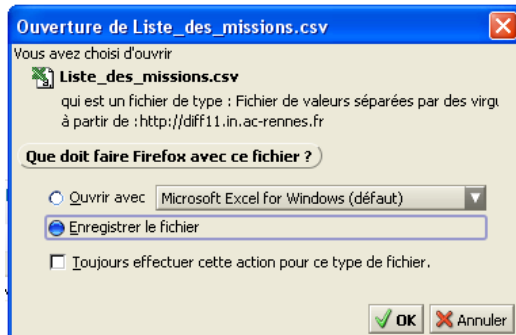 Ouverture de Liste_des_missions.csv
Vous avez choisi d'ouvrir
Liste_des_missions.csv
qui est un fichier de type : Fichier de valeurs séparées par des virgu
à partir de :http://diff11.in.ac-rennes.fr
Que doit faire Firefox avec ce fichier ?
Ouvrir avec Microsoft Excel for Windows (défaut)
Enregistrer le fichier
Toujours effectuer cette action pour ce type de fichier.
OK Annuler